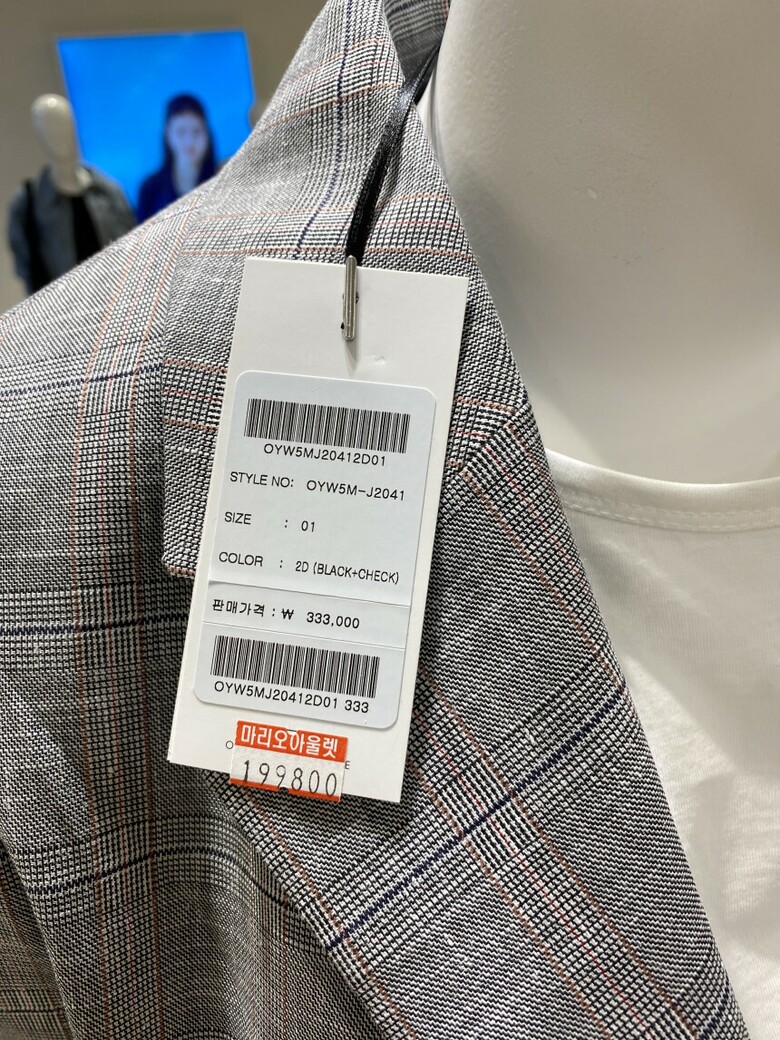 OYW5MJ20412D01
STYLE NO: OYW5M-J2041
SIZE : 01
COLOR : 2D (BLACK+CHECK)
판매가격 : ₩ 333,000
OYW5MJ20412D01 333
마리오아울렛
199800